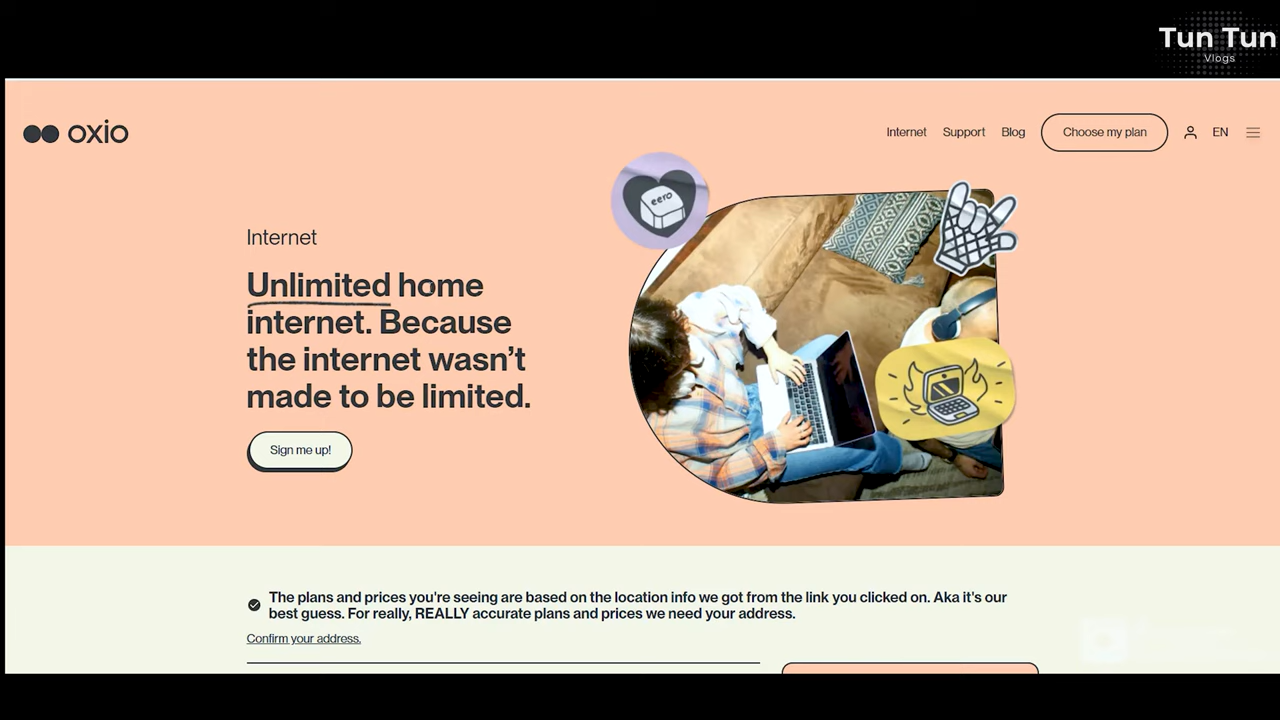 Tun Tun
Vlogs
oxio
Internet Support Blog Choose my plan EN
eero
Internet
Unlimited home
internet. Because
the internet wasn't
made to be limited.
Sign me up!
The plans and prices you're seeing are based on the location info we got from the link you clicked on. Aka it's our
best guess. For really, REALLY accurate plans and prices we need your address.
Confirm your address.